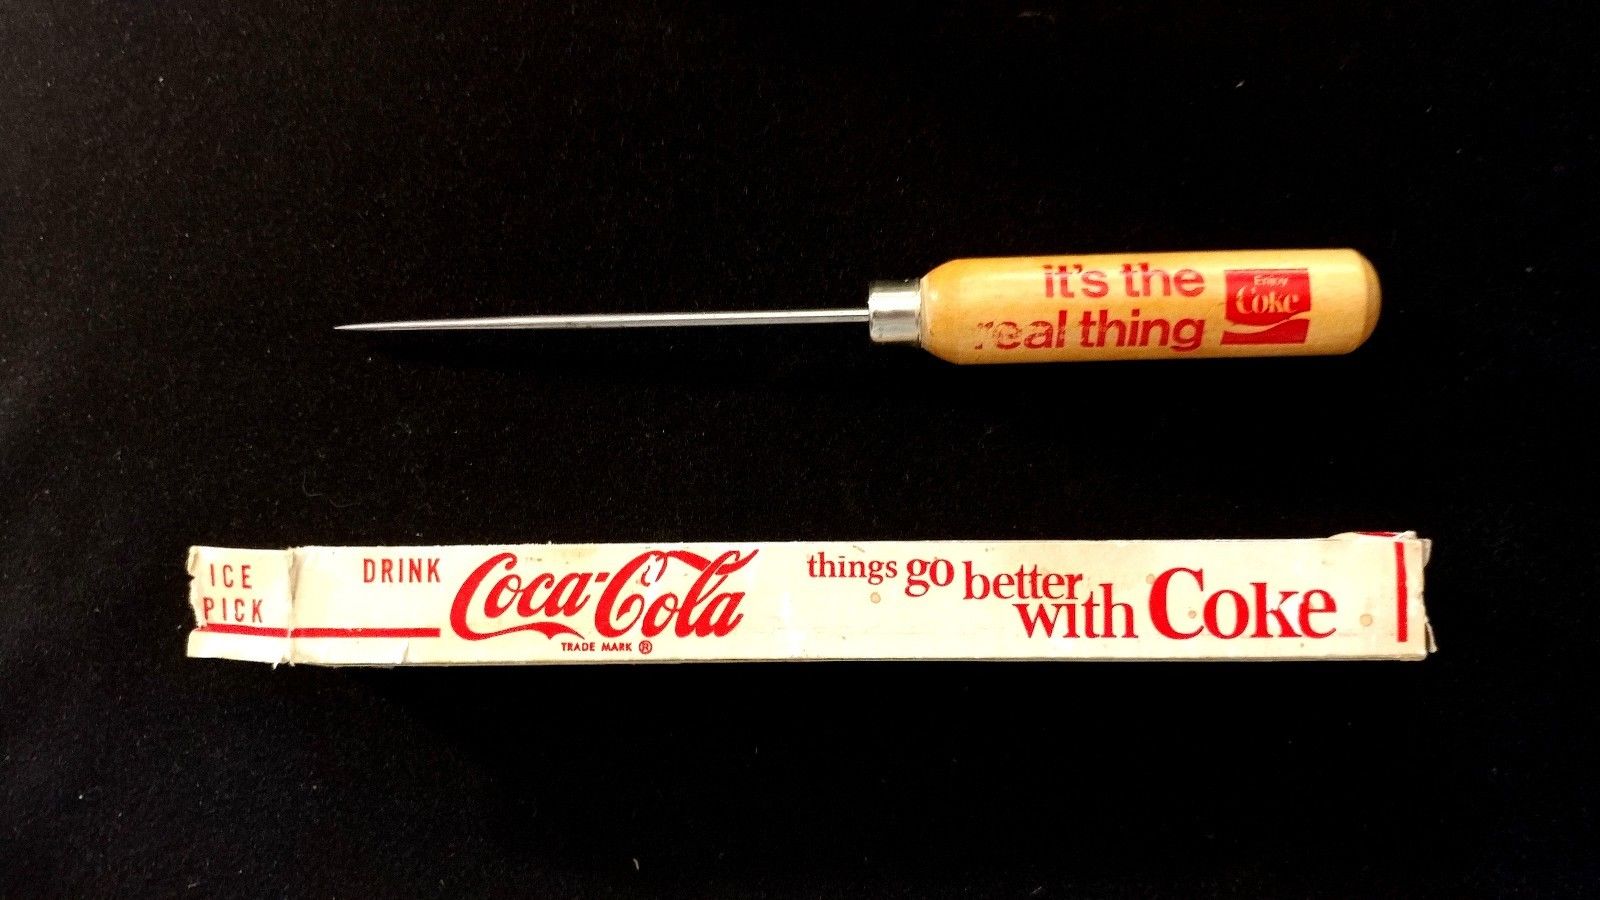 it's the
real thing
Enjoy
Coke
ICE
PICK
DRINK Coca-Cola
TRADE MARK ®
things go better
with Coke